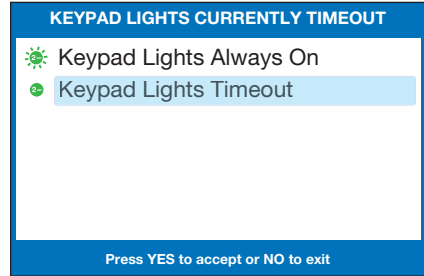 KEYPAD LIGHTS CURRENTLY TIMEOUT
Keypad Lights Always On
Keypad Lights Timeout
Press YES to accept or NO to exit